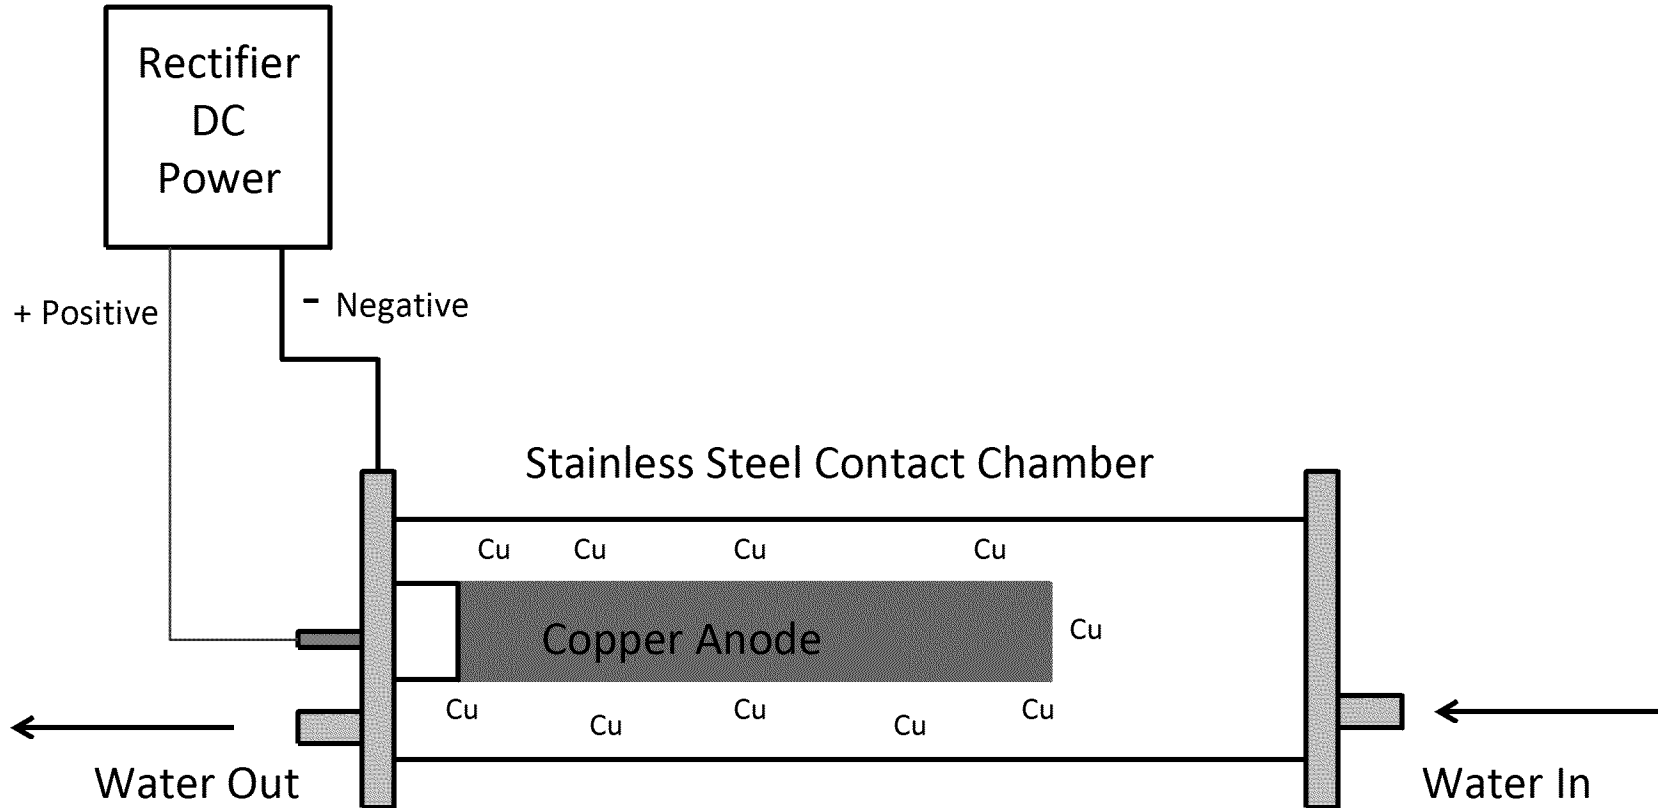 Rectifier
DC
Power
+ Positive
- Negative
Stainless Steel Contact Chamber
Cu Cu Cu Cu
Copper Anode
Cu
Cu Cu Cu Cu Cu
Water Out
Water In